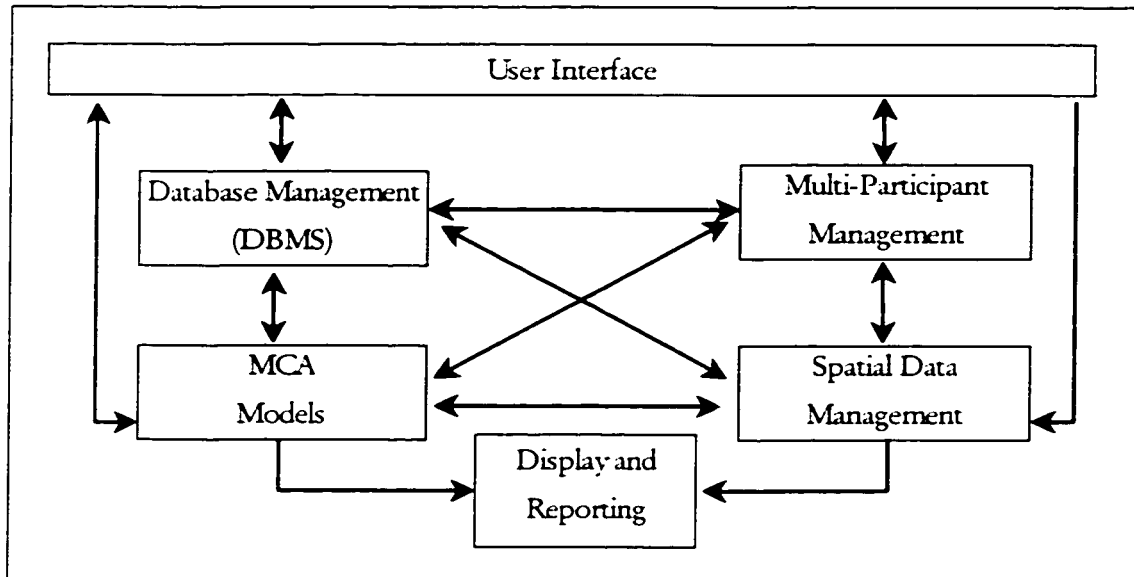 User Interface
Database Management
(DBMS)
Multi-Participant
Management
MCA
Models
Spatial Data
Management
Display and
Reporting